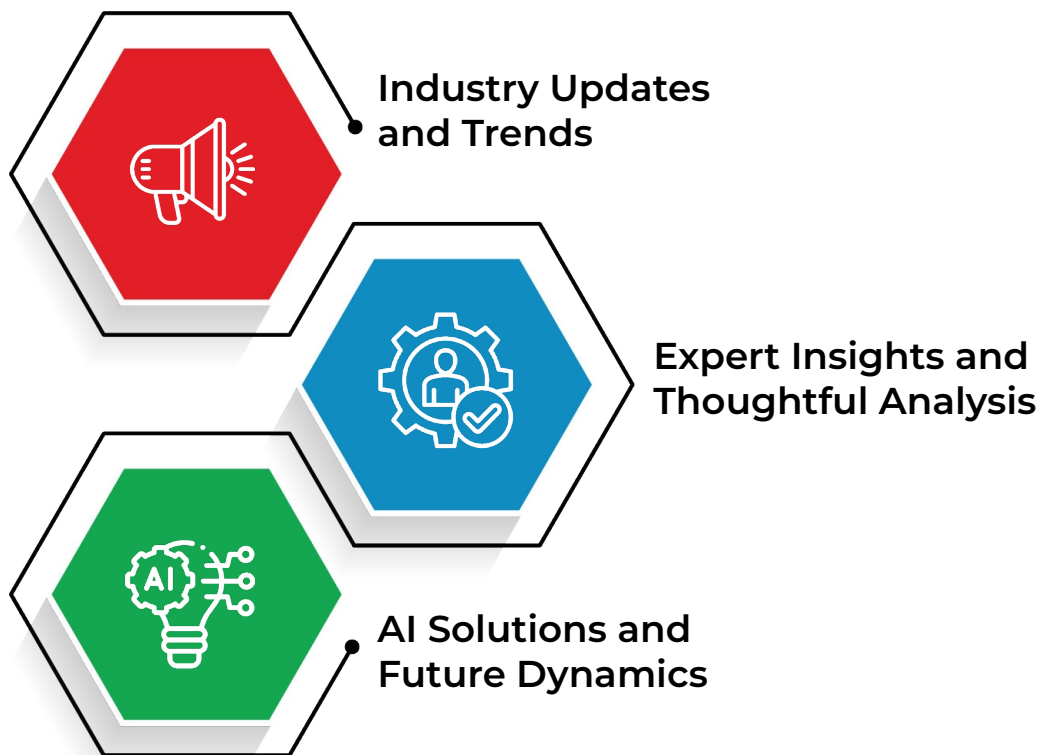 Industry Updates
and Trends
Expert Insights and
Thoughtful Analysis
AI
AI Solutions and
Future Dynamics